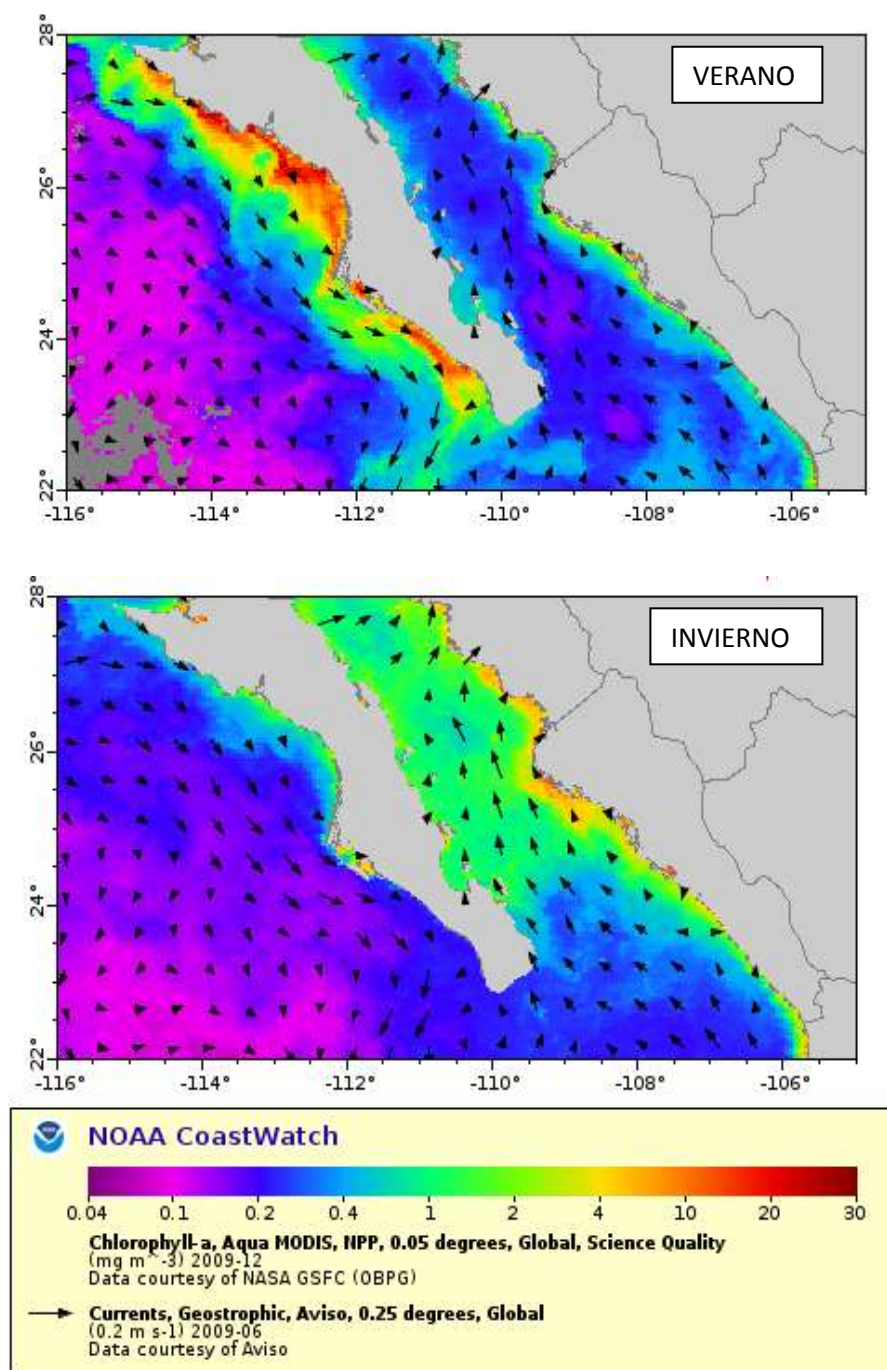 28°
VERANO
26°
24°
22°
-116° -114° -112° -110° -108° -106°
28°
INVIERNO
26°
24°
22°
-116° -114° -112° -110° -108° -106°
NOAA CoastWatch
0.04 0.1 0.2 0.4 1 2 4 10 20 30
Chlorophyll-a, Aqua MODIS, NPP, 0.05 degrees, Global, Science Quality
(mg m^-3) 2009-12
Data courtesy of NASA GSFC (OBPG)
Currents, Geostrophic, Aviso, 0.25 degrees, Global
(0.2 m s-1) 2009-06
Data courtesy of Aviso